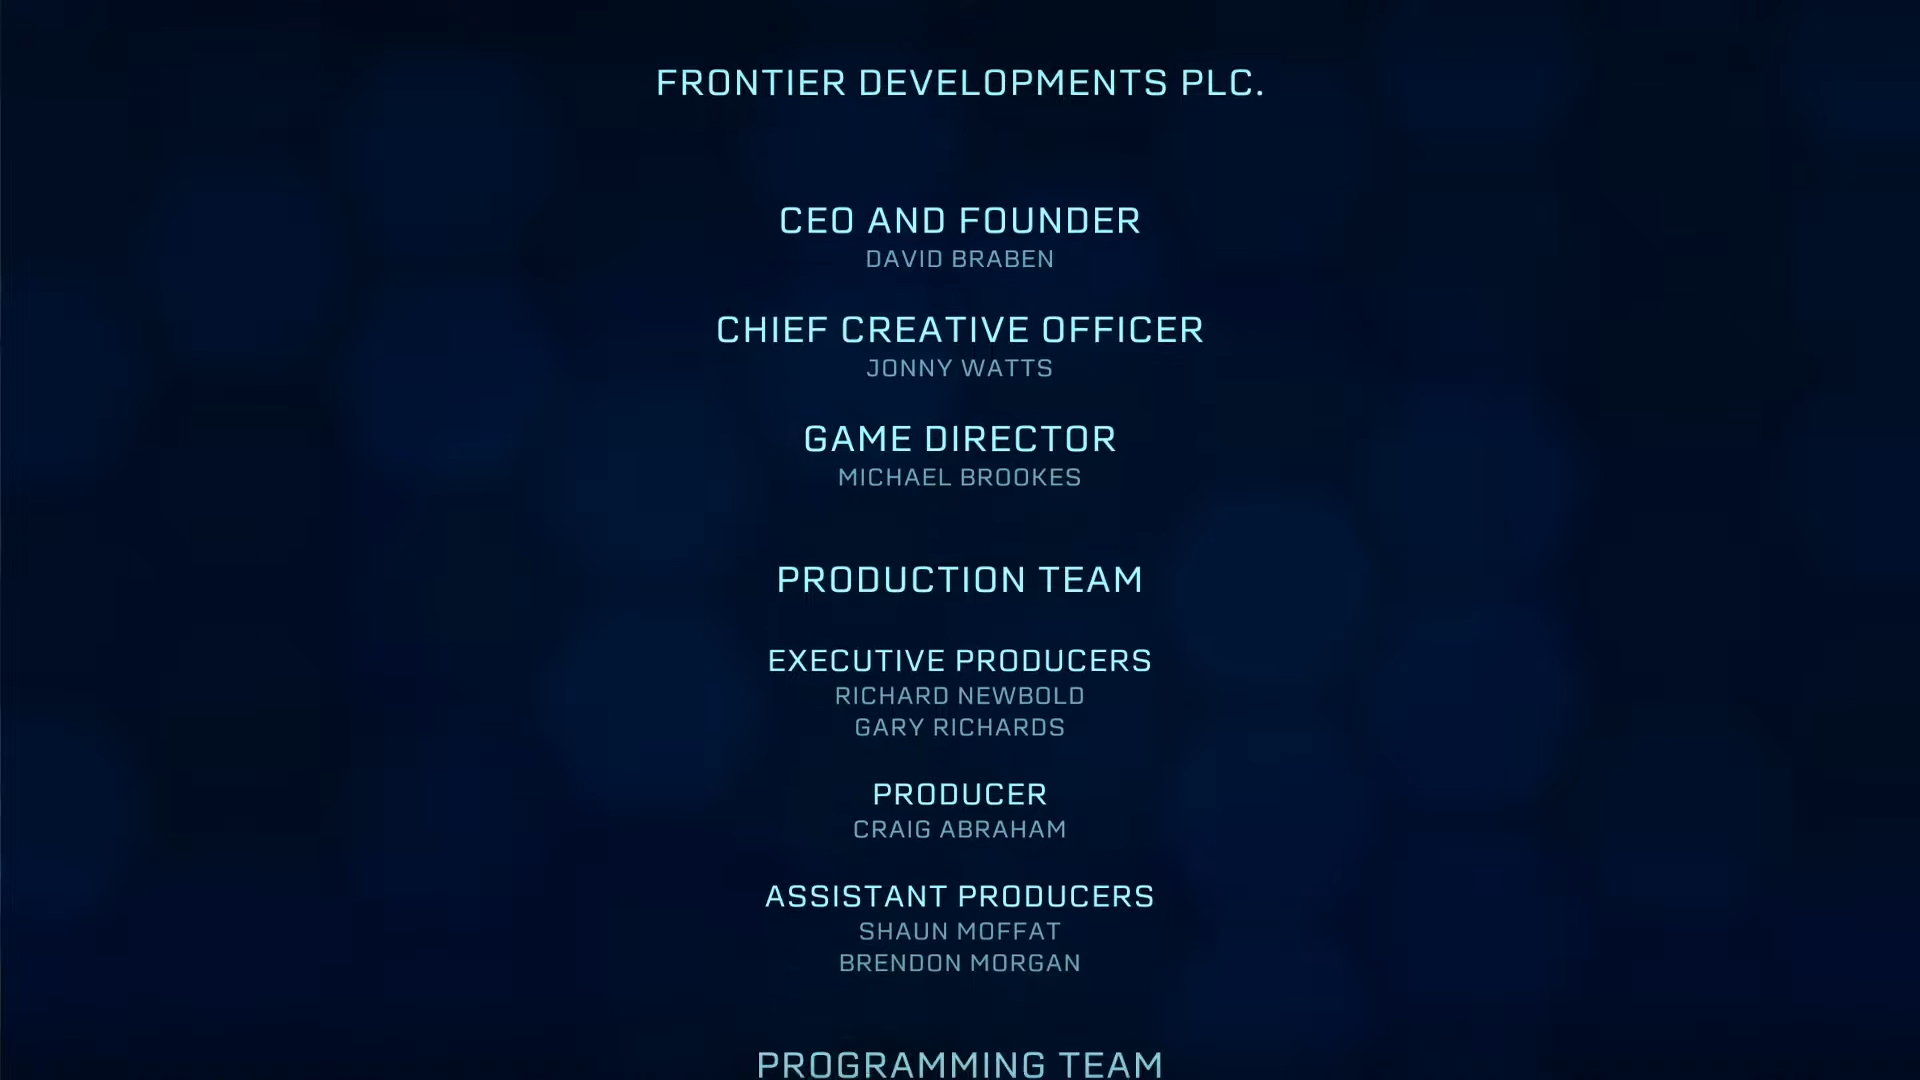 FRONTIER DEVELOPMENTS PLC.
CEO AND FOUNDER
DAVID BRABEN
CHIEF CREATIVE OFFICER
JONNY WATTS
GAME DIRECTOR
MICHAEL BROOKES
PRODUCTION TEAM
EXECUTIVE PRODUCERS
RICHARD NEWBOLD
GARY RICHARDS
PRODUCER
CRAIG ABRAHAM
ASSISTANT PRODUCERS
SHAUN MOFFAT
BRENDON MORGAN
PROGRAMMING TEAM